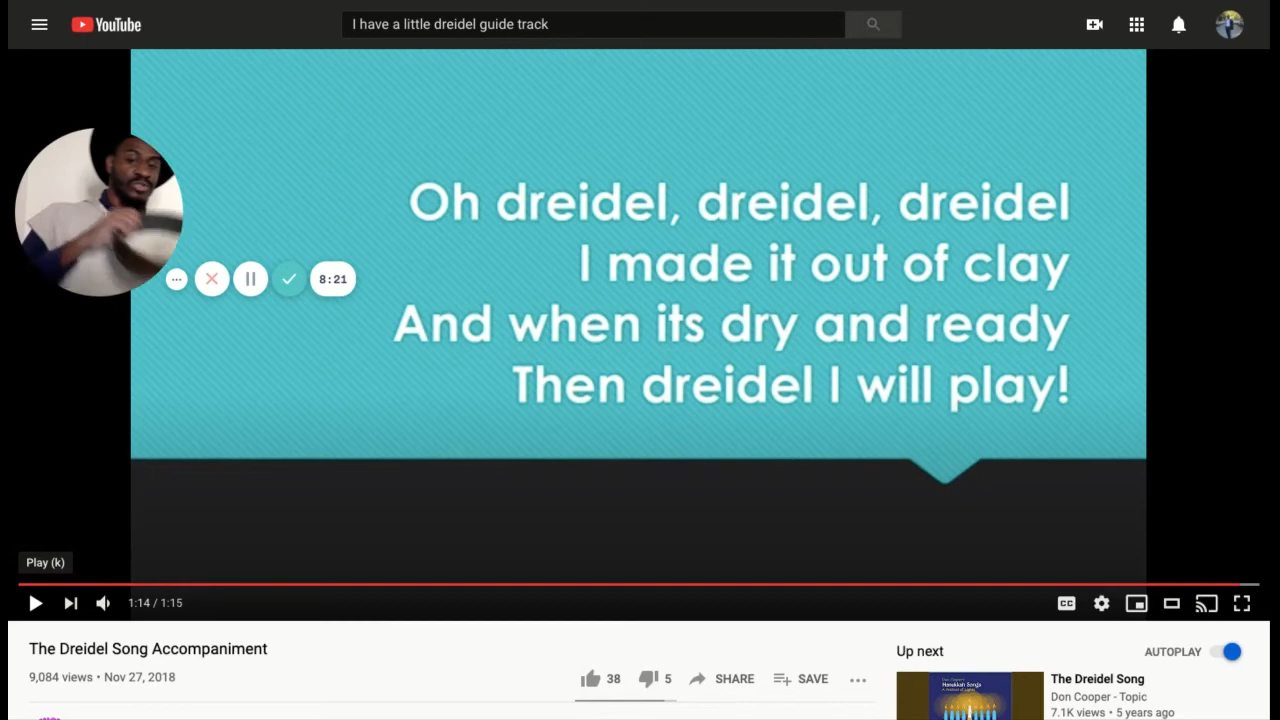 YouTube
I have a little dreidel guide track
Oh dreidel, dreidel, dreidel
I made it out of clay
And when its dry and ready
Then dreidel I will play!
8:21
Play (k)
1:14 / 1:15
CC
The Dreidel Song Accompaniment
9,084 views • Nov 27, 2018
38
5
SHARE
SAVE
Up next
AUTOPLAY
Hanukkah Songs
The Dreidel Song
Don Cooper - Topic
7.1K views • 5 years ago